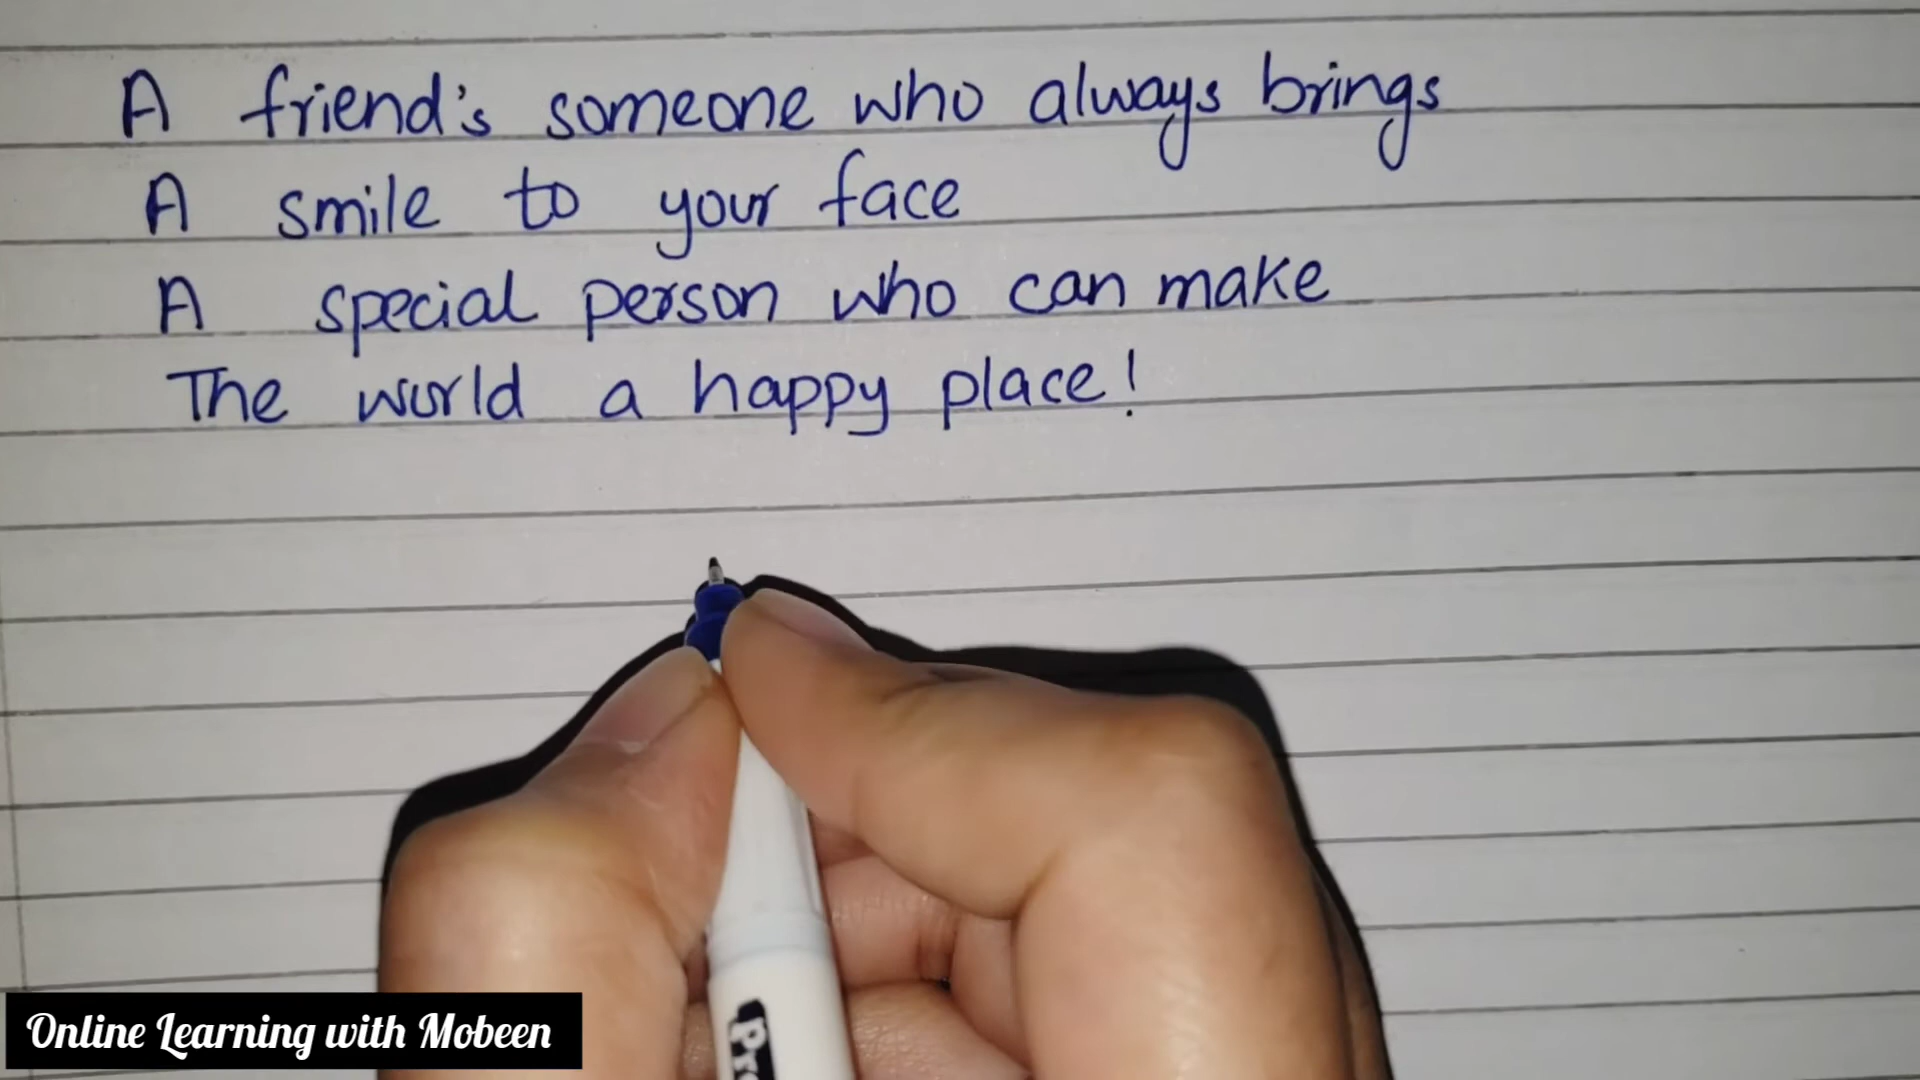 A friend's someone who always brings
A smile to your face
A special person who can make
The world a happy place!
Online Learning with Mobeen